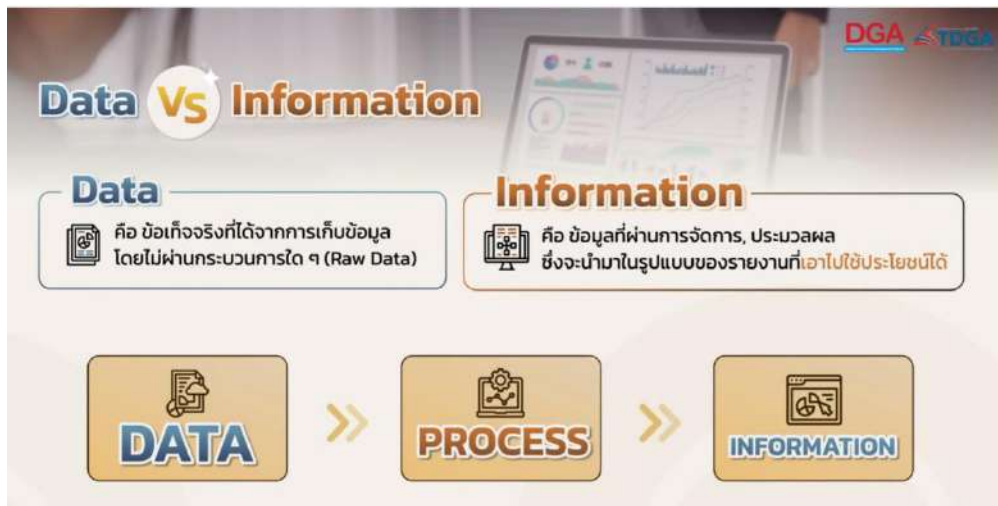 DGA TDGA
Data Vs Information
Data
คือ ข้อเท็จจริงที่ได้จากการเก็บข้อมูล
โดยไม่ผ่านกระบวนการใด ๆ (Raw Data)
Information
คือ ข้อมูลที่ผ่านการจัดการ, ประมวลผล
ซึ่งจะนำมาในรูปแบบของรายงานที่เอาไปใช้ประโยชน์ได้
DATA
PROCESS
INFORMATION